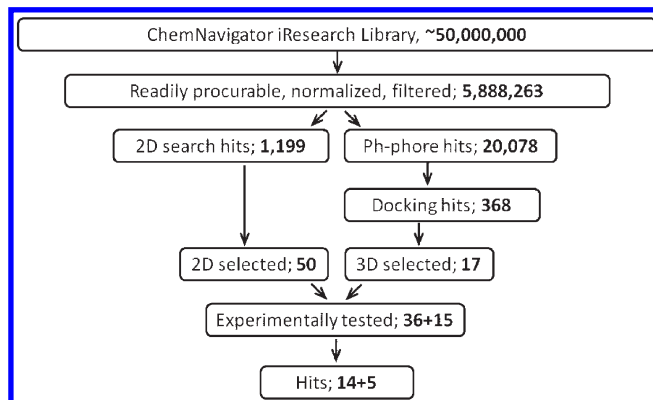 ChemNavigator iResearch Library, ~50,000,000
Readily procurable, normalized, filtered; 5,888,263
2D search hits; 1,199
Ph-phore hits; 20,078
Docking hits; 368
2D selected; 50
3D selected; 17
Experimentally tested; 36+15
Hits; 14+5